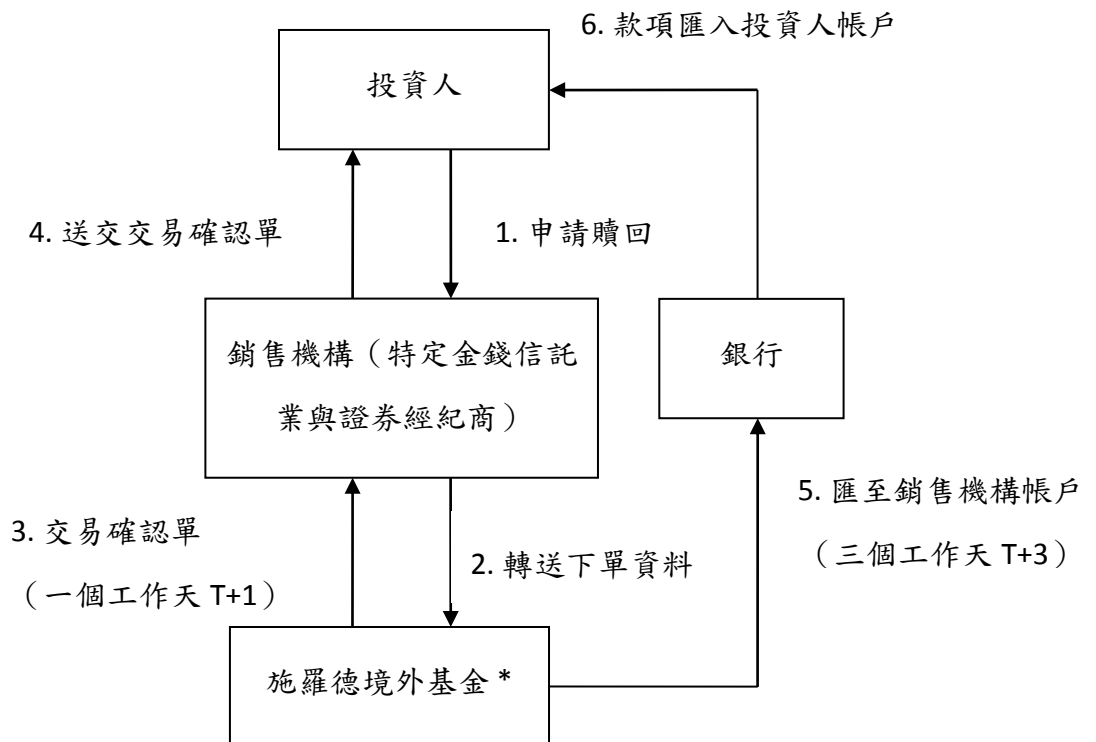 6. 款項匯入投資人帳戶
投資人
4. 送交交易確認單
1. 申請贖回
銷售機構（特定金錢信託
業與證券經紀商）
銀行
3. 交易確認單
（一個工作天 T+1）
2. 轉送下單資料
5. 匯至銷售機構帳戶
（三個工作天 T+3）
施羅德境外基金*